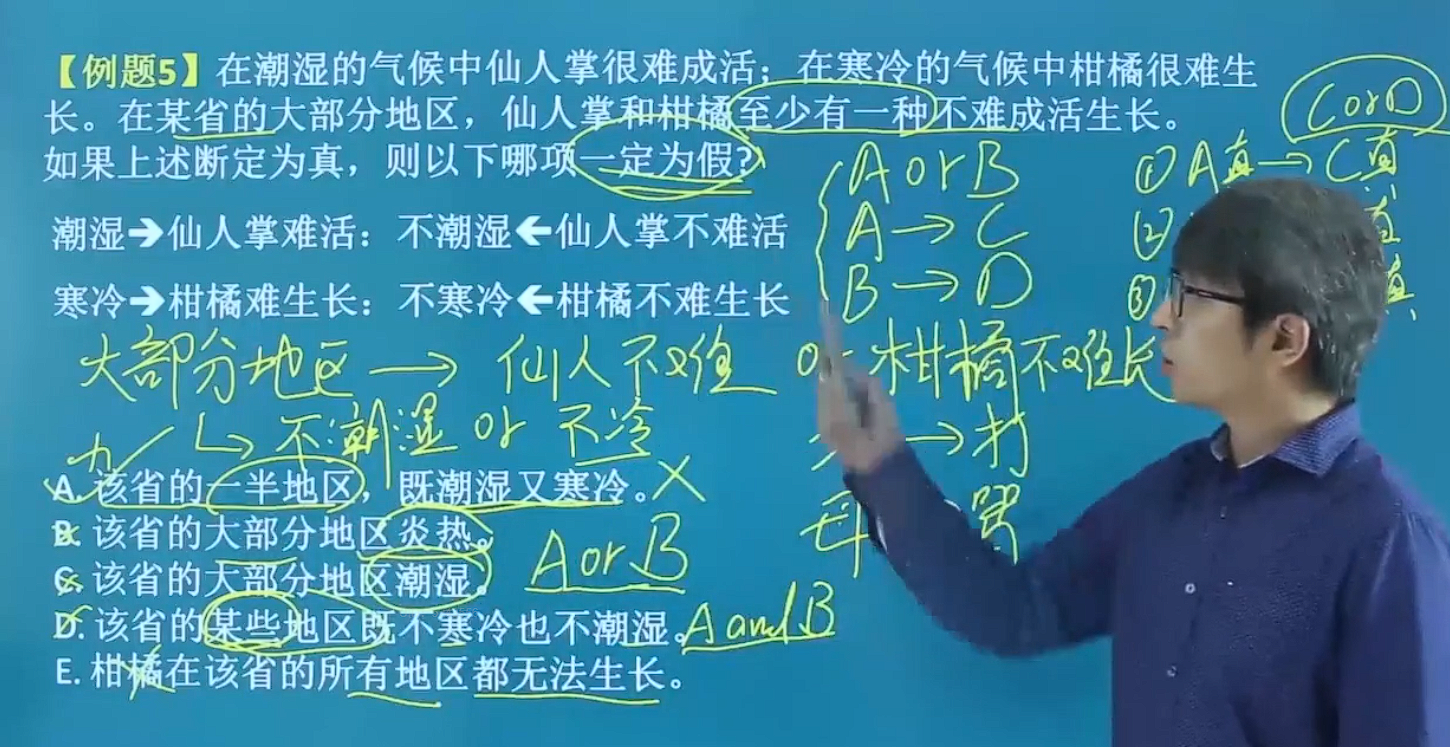 【例题5】在潮湿的气候中仙人掌很难成活；在寒冷的气候中柑橘很难生
长。在某省的大部分地区，仙人掌和柑橘至少有一种不难成活生长。
如果上述断定为真，则以下哪项一定为假?
C or D
A or B
① A真→C真
潮湿➔仙人掌难活：不潮湿🡨仙人掌不难活
A → C
②
真
寒冷➔柑橘难生长：不寒冷🡨柑橘不难生长
B → D
③
真
大部分地区 → 仙人不难 or 柑橘不难长
↳ 不潮湿 or 不冷
→打
A. 该省的一半地区，既潮湿又寒冷。X
B. 该省的大部分地区炎热。
A or B
C. 该省的大部分地区潮湿。
D. 该省的某些地区既不寒冷也不潮湿。A and B
E. 柑橘在该省的所有地区都无法生长。